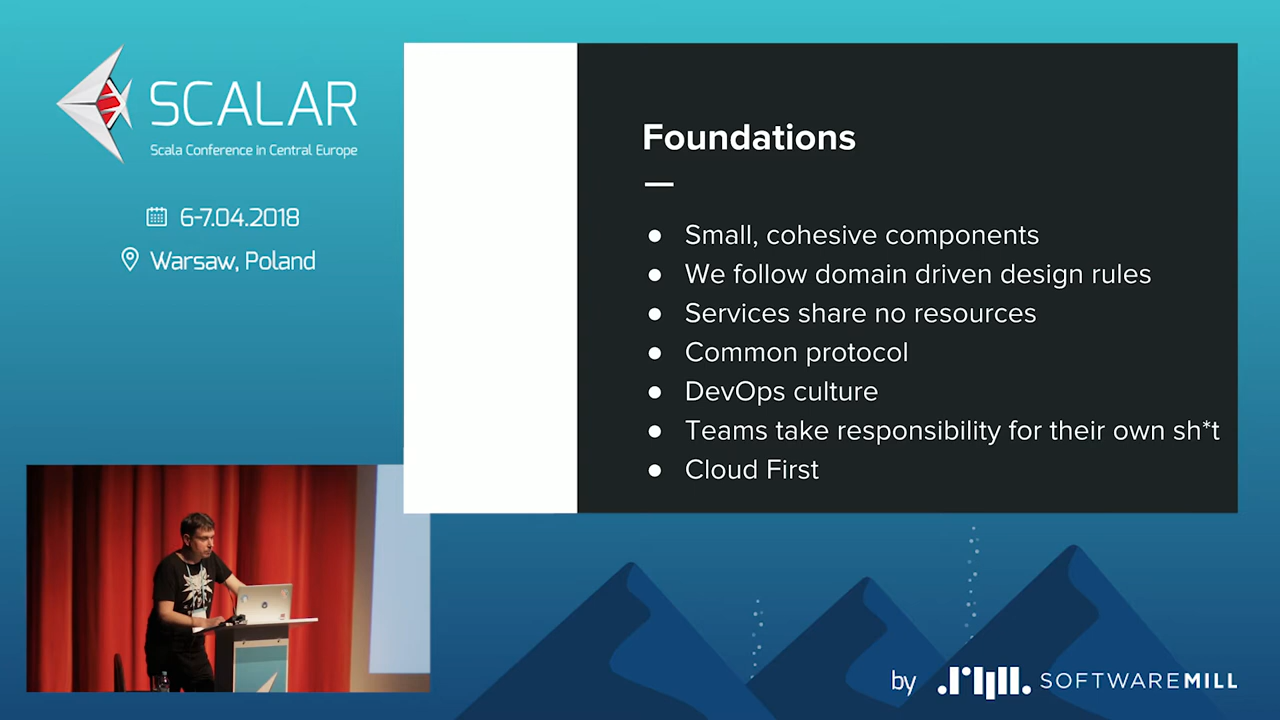 SCALAR
Scala Conference in Central Europe
6-7.04.2018
Warsaw, Poland
Foundations
Small, cohesive components
We follow domain driven design rules
Services share no resources
Common protocol
DevOps culture
Teams take responsibility for their own sh*t
Cloud First
by SOFTWAREMILL